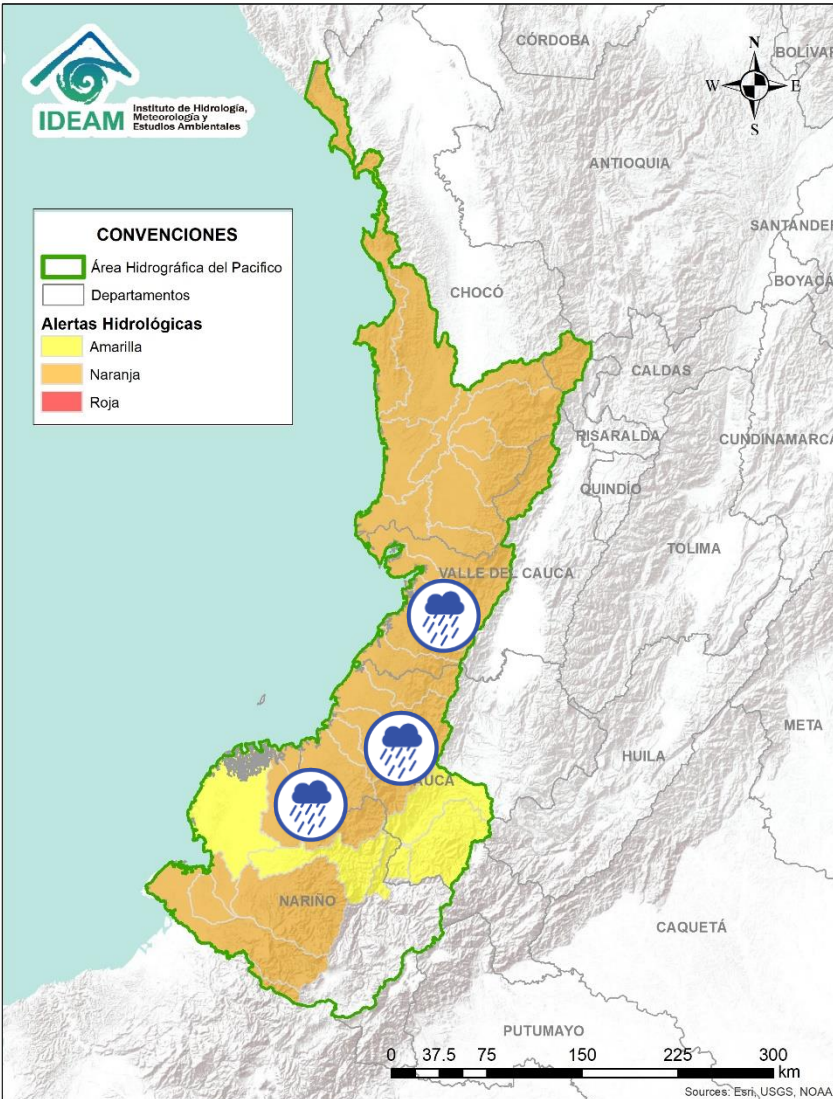 IDEAM
Instituto de Hidrología,
Meteorología y
Estudios Ambientales
CÓRDOBA
BOLÍVAR
N
W
E
S
ANTIOQUIA
SANTANDER
BOYACÁ
CONVENCIONES
Área Hidrográfica del Pacifico
Departamentos
Alertas Hidrológicas
Amarilla
Naranja
Roja
CHOCÓ
CALDAS
RISARALDA
CUNDINAMARCA
QUINDÍO
TOLIMA
VALLE DEL CAUCA
META
HUILA
AUCA
NARIÑO
CAQUETÁ
PUTUMAYO
0 37.5 75 150 225 300
km
Sources: Esri, USGS, NOAA